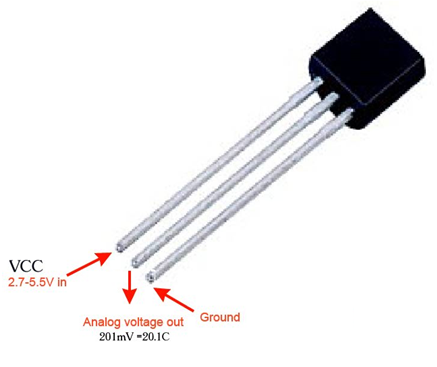 VCC
2.7-5.5V in
Analog voltage out
201mV =20.1C
Ground